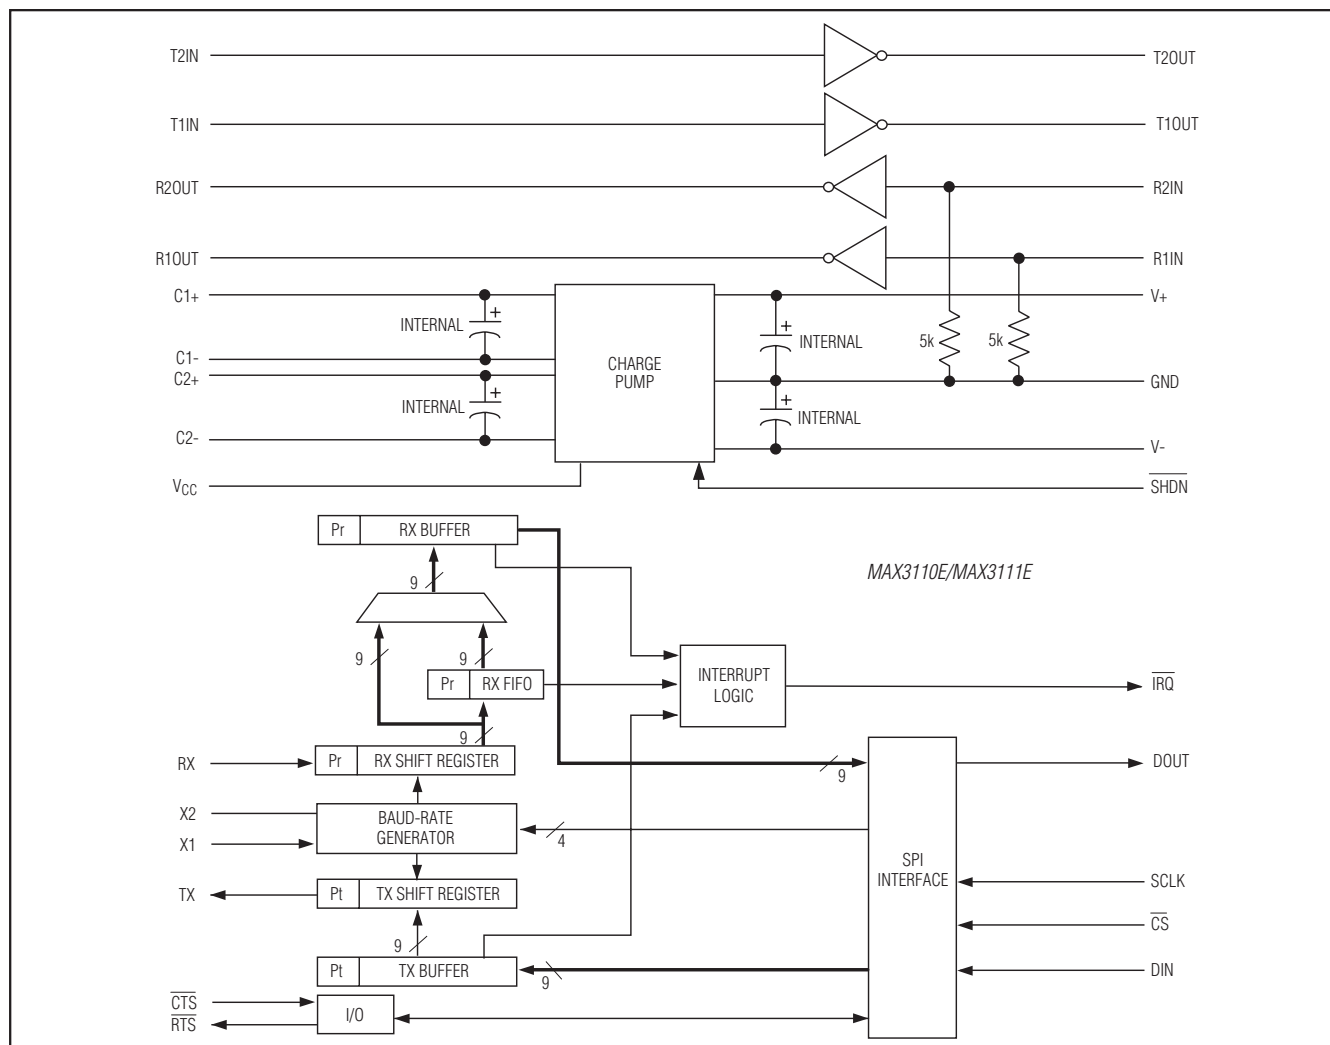 T2IN
T2OUT
T1IN
T1OUT
R2OUT
R2IN
R1OUT
R1IN
C1+
V+
+
INTERNAL
+
INTERNAL
5k
5k
C1-
C2+
CHARGE
PUMP
GND
+
INTERNAL
+
INTERNAL
C2-
V-
VCC
SHDN
Pr
RX BUFFER
MAX3110E/MAX3111E
9
9
9
Pr
RX FIFO
INTERRUPT
LOGIC
IRQ
9
RX
Pr
RX SHIFT REGISTER
9
DOUT
X2
X1
BAUD-RATE
GENERATOR
4
SPI
INTERFACE
TX
Pt
TX SHIFT REGISTER
SCLK
9
CS
Pt
TX BUFFER
9
DIN
CTS
RTS
I/O